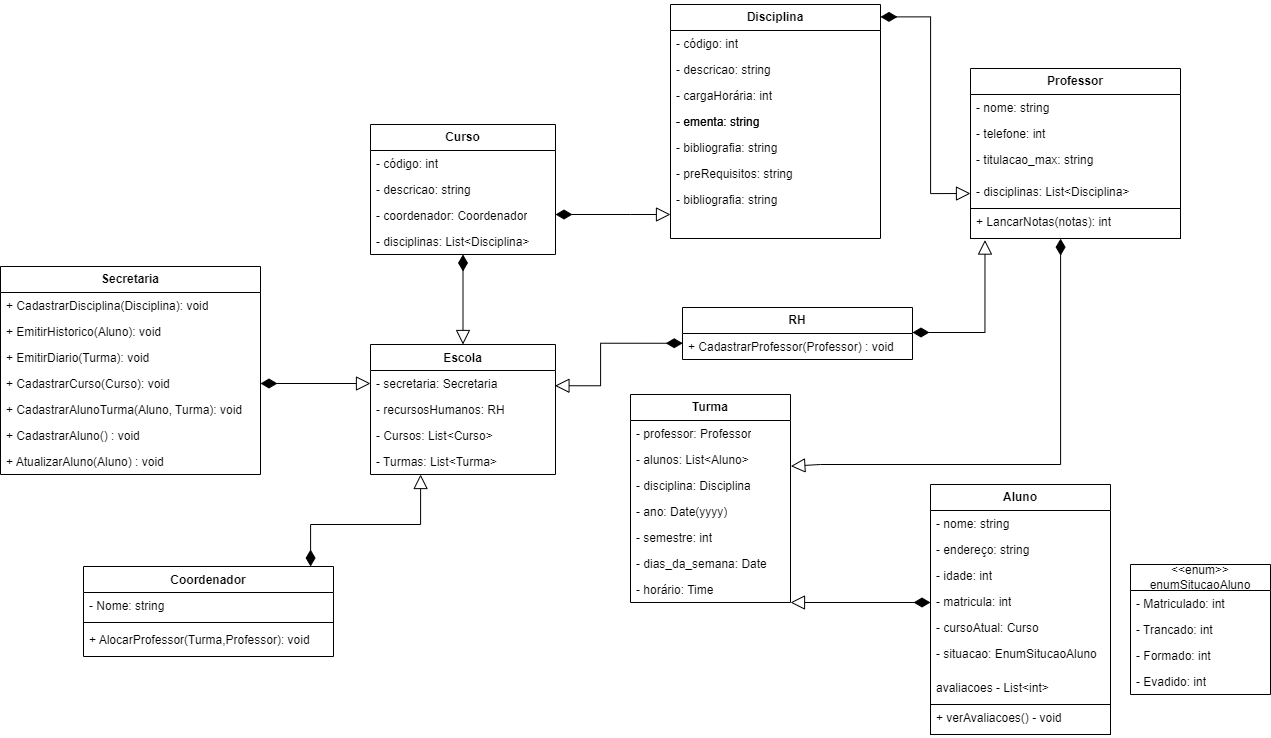 Disciplina
- código: int
- descricao: string
- cargaHorária: int
- ementa: string
- bibliografia: string
- preRequisitos: string
- bibliografia: string
Professor
- nome: string
- telefone: int
- titulacao_max: string
- disciplinas: List<Disciplina>
+ LancarNotas(notas): int
Curso
- código: int
- descricao: string
- coordenador: Coordenador
- disciplinas: List<Disciplina>
Secretaria
+ CadastrarDisciplina(Disciplina): void
+ EmitirHistorico(Aluno): void
+ EmitirDiario(Turma): void
+ CadastrarCurso(Curso): void
+ CadastrarAlunoTurma(Aluno, Turma): void
+ CadastrarAluno() : void
+ AtualizarAluno(Aluno) : void
Escola
- secretaria: Secretaria
- recursosHumanos: RH
- Cursos: List<Curso>
- Turmas: List<Turma>
RH
+ CadastrarProfessor(Professor) : void
Turma
- professor: Professor
- alunos: List<Aluno>
- disciplina: Disciplina
- ano: Date(yyyy)
- semestre: int
- dias_da_semana: Date
- horário: Time
Aluno
- nome: string
- endereço: string
- idade: int
- matricula: int
- cursoAtual: Curso
- situacao: EnumSitucaoAluno
avaliacoes - List<int>
+ verAvaliacoes() - void
<<enum>>
enumSitucaoAluno
- Matriculado: int
- Trancado: int
- Formado: int
- Evadido: int
Coordenador
- Nome: string
+ AlocarProfessor(Turma,Professor): void